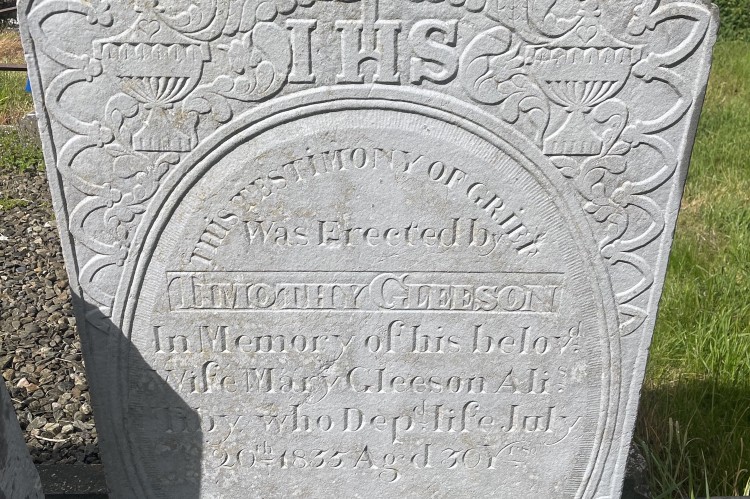 IHS
THIS TESTIMONY OF GRIEF
Was Erected by
TIMOTHY GLEESON
In Memory of his belovd
Wife Mary Gleeson Alis
who Depd. life July
20th 1835 Aged 30 Yrs